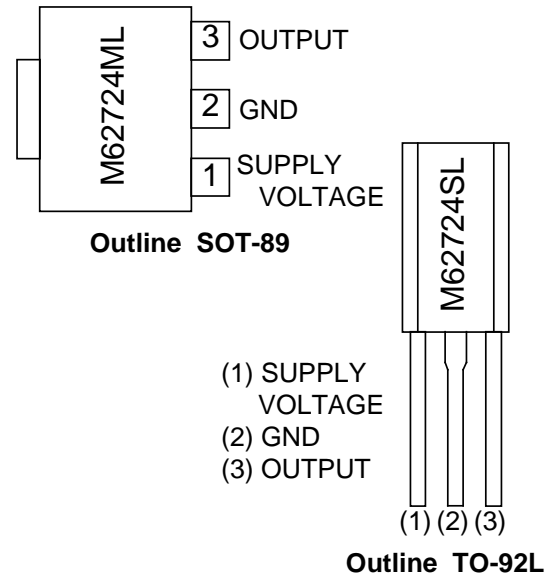 M62724ML
3 OUTPUT
2 GND
1 SUPPLY
VOLTAGE
Outline SOT-89
M62724SL
(1) SUPPLY
VOLTAGE
(2) GND
(3) OUTPUT
(1) (2) (3)
Outline TO-92L